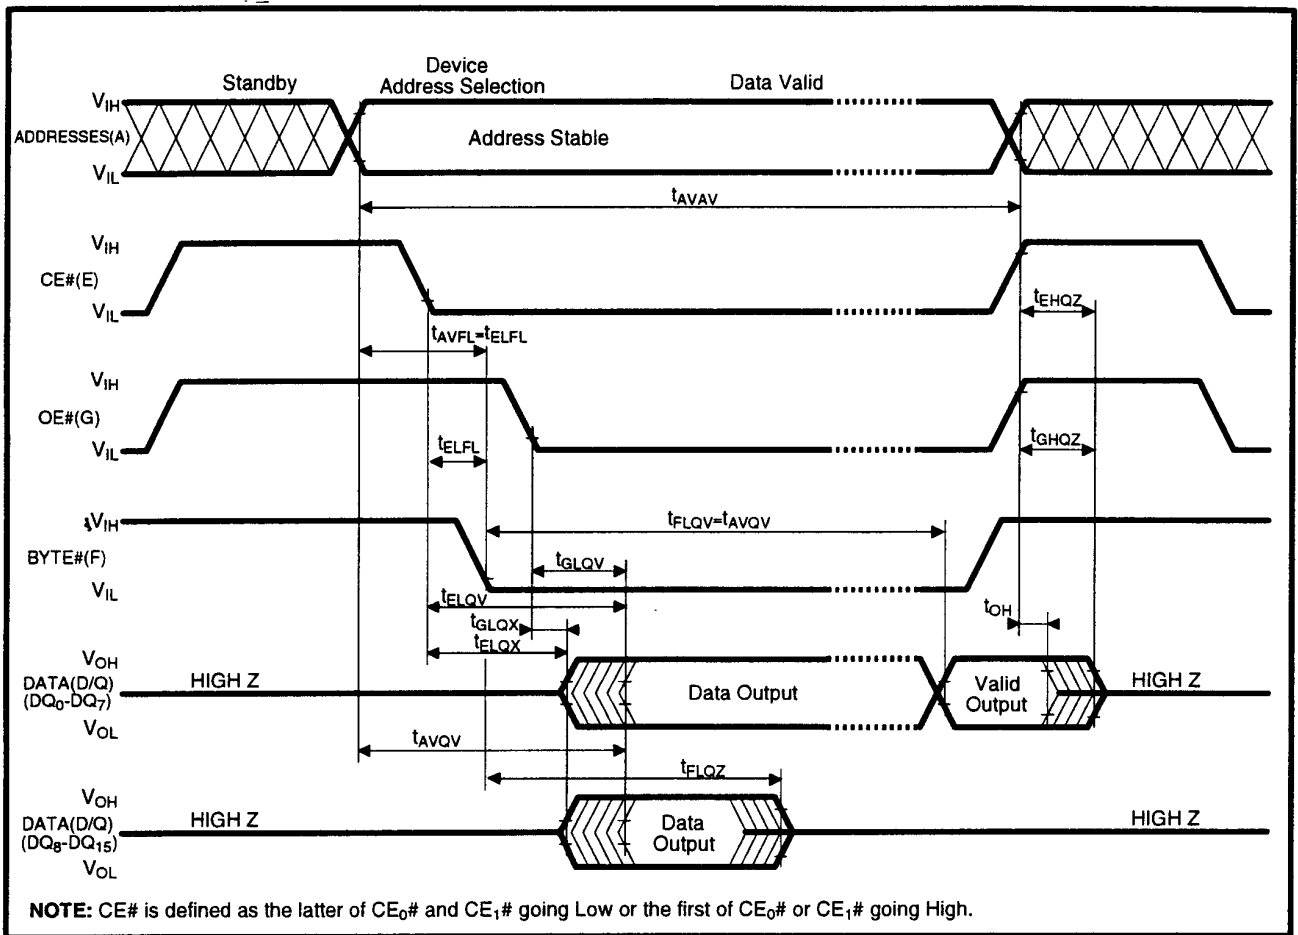 Device
Standby Address Selection Data Valid
VIH
ADDRESSES(A) Address Stable
VIL
tAVAV
VIH
CE#(E)
tEHQZ
VIL
tAVFL=tELFL
VIH
OE#(G)
tELFL tGHQZ
VIL
VIH
tFLQV=tAVQV
BYTE#(F)
tGLQV
VIL
tELQV
tGLQX tOH
tELQX
VOH
DATA(D/Q) HIGH Z Valid HIGH Z
(DQ0-DQ7) Data Output Output
VOL
tAVQV
tFLQZ
VOH
DATA(D/Q) HIGH Z Data HIGH Z
(DQ8-DQ15) Output
VOL
NOTE: CE# is defined as the latter of CE0# and CE1# going Low or the first of CE0# or CE1# going High.